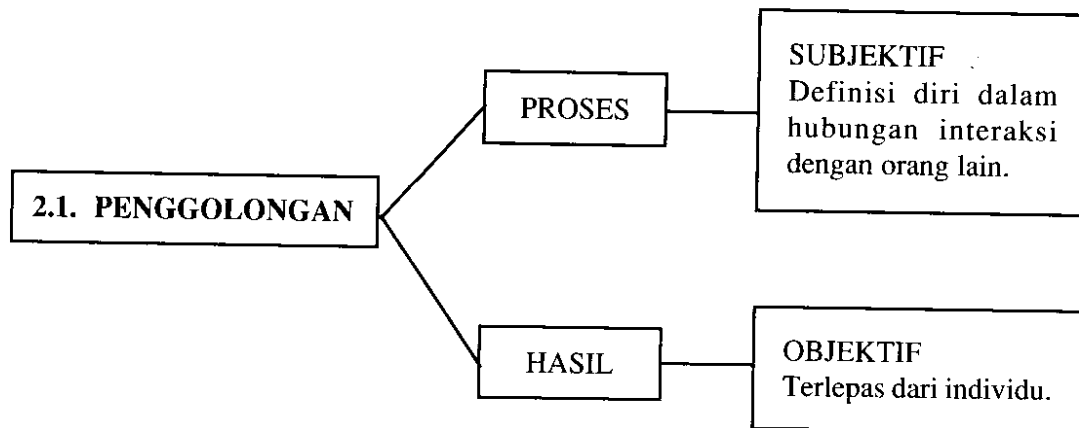 SUBJEKTIF
Definisi diri dalam
hubungan interaksi
dengan orang lain.
PROSES
2.1. PENGGOLONGAN
HASIL
OBJEKTIF
Terlepas dari individu.